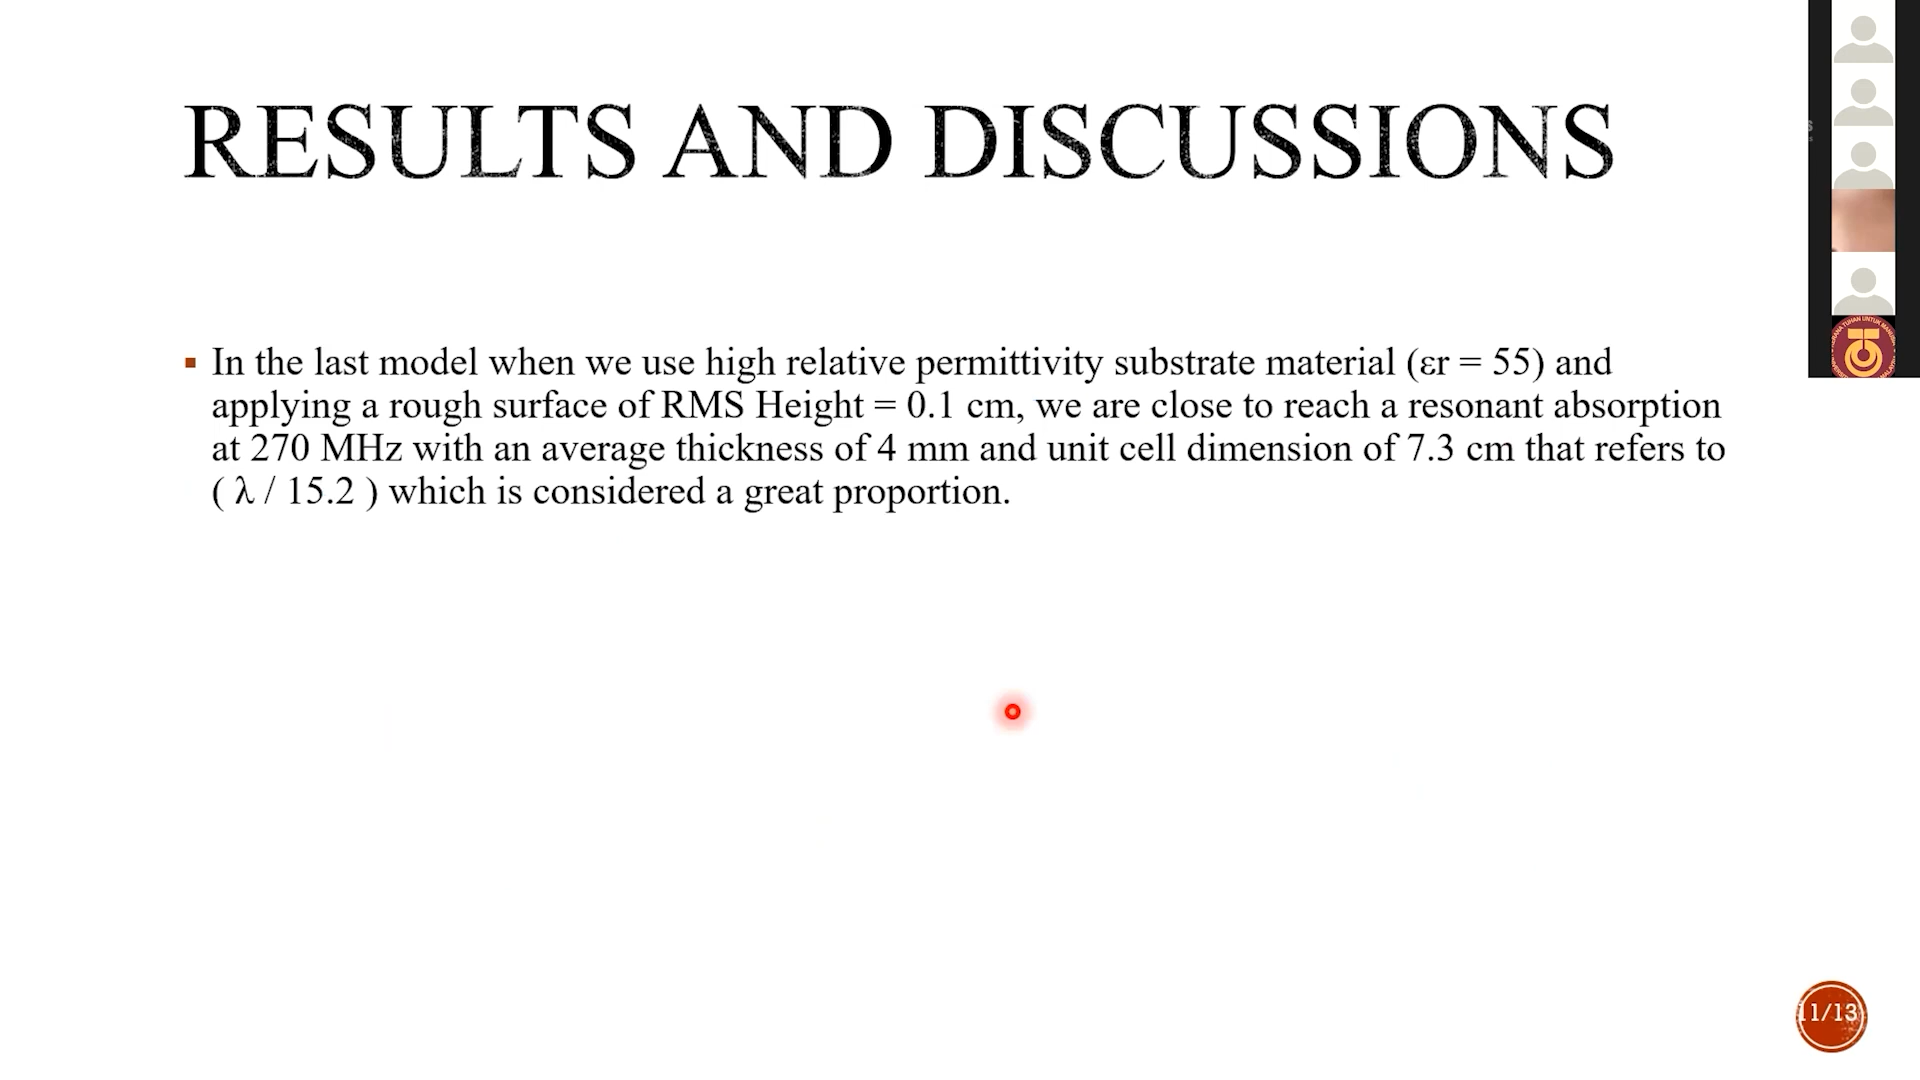 RESULTS AND DISCUSSIONS
▪ In the last model when we use high relative permittivity substrate material (εr = 55) and
applying a rough surface of RMS Height = 0.1 cm, we are close to reach a resonant absorption
at 270 MHz with an average thickness of 4 mm and unit cell dimension of 7.3 cm that refers to
( λ / 15.2 ) which is considered a great proportion.
11/13